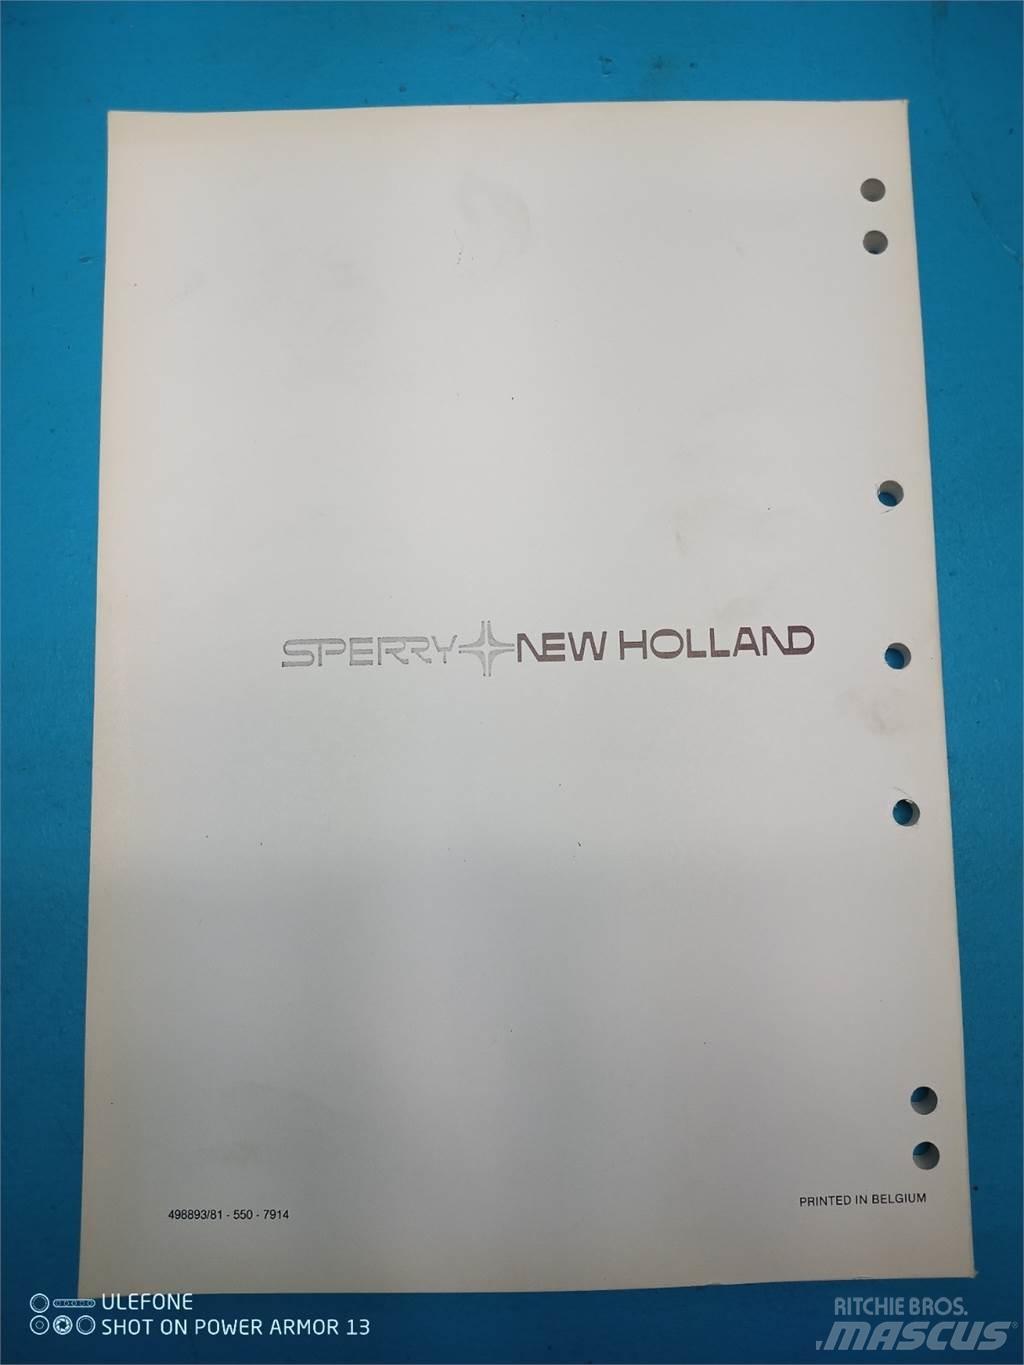 SPERRY NEW HOLLAND
498893/81 - 550 - 7914
PRINTED IN BELGIUM
ULEFONE
SHOT ON POWER ARMOR 13
RITCHIE BROS.
MASCUS